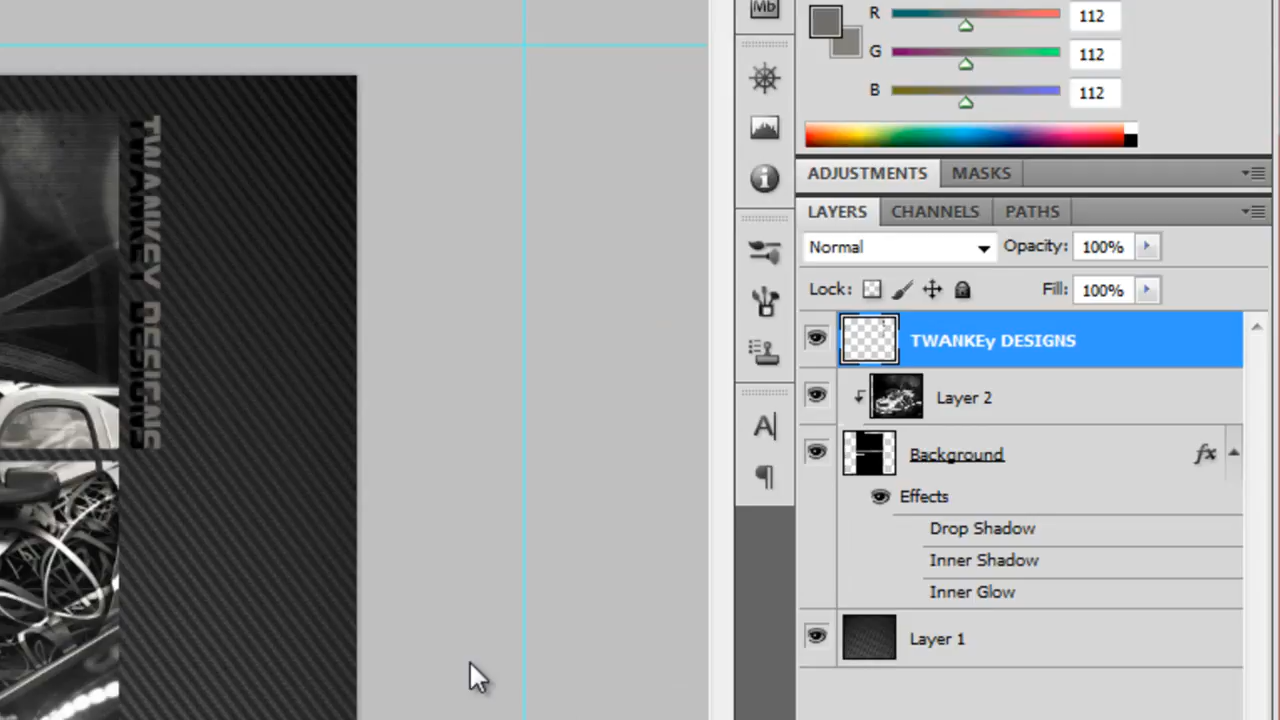 Mb
R 112
G 112
B 112
ADJUSTMENTS MASKS
LAYERS CHANNELS PATHS
Normal Opacity: 100%
Lock: Fill: 100%
TWANKEy DESIGNS
Layer 2
Background fx
Effects
Drop Shadow
Inner Shadow
Inner Glow
Layer 1
A
TWANKEY DESIGNS